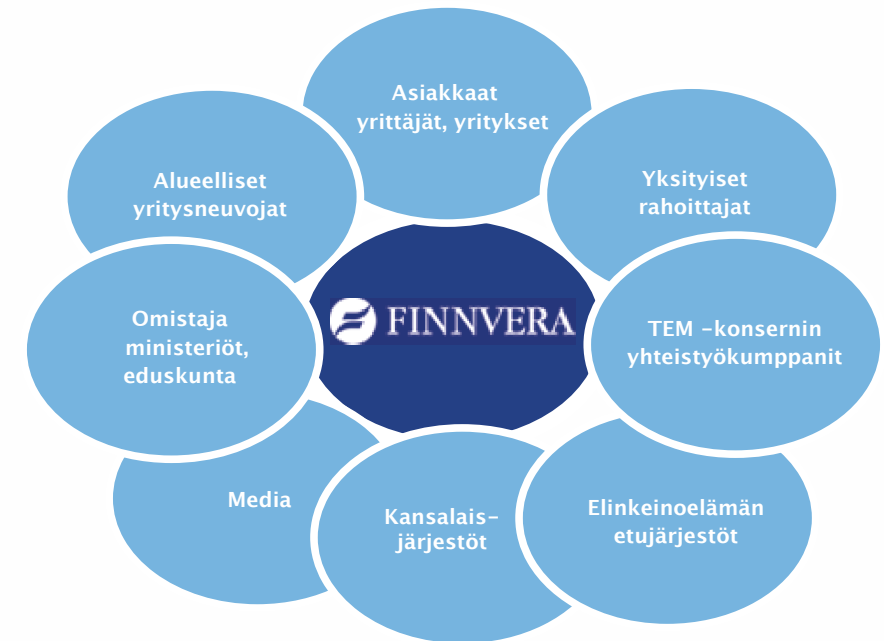 Asiakkaat
yrittäjät, yritykset
Alueelliset
yritysneuvojat
Yksityiset
rahoittajat
Omistaja
ministeriöt,
eduskunta
FINNVERA
TEM -konsernin
yhteistyökumppanit
Media
Kansalais-
järjestöt
Elinkeinoelämän
etujärjestöt